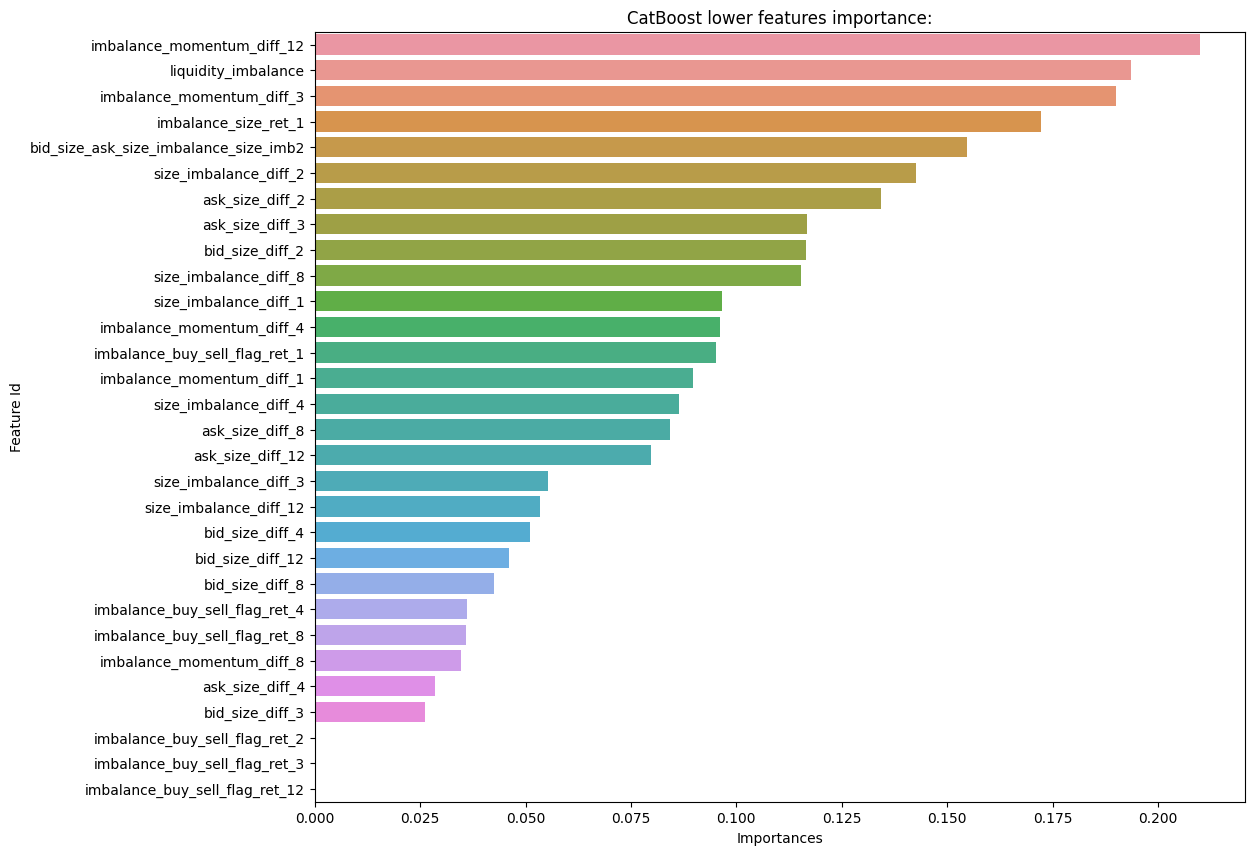 CatBoost lower features importance:
imbalance_momentum_diff_12
liquidity_imbalance
imbalance_momentum_diff_3
imbalance_size_ret_1
bid_size_ask_size_imbalance_size_imb2
size_imbalance_diff_2
ask_size_diff_2
ask_size_diff_3
bid_size_diff_2
size_imbalance_diff_8
size_imbalance_diff_1
imbalance_momentum_diff_4
imbalance_buy_sell_flag_ret_1
imbalance_momentum_diff_1
size_imbalance_diff_4
ask_size_diff_8
ask_size_diff_12
size_imbalance_diff_3
size_imbalance_diff_12
bid_size_diff_4
bid_size_diff_12
bid_size_diff_8
imbalance_buy_sell_flag_ret_4
imbalance_buy_sell_flag_ret_8
imbalance_momentum_diff_8
ask_size_diff_4
bid_size_diff_3
imbalance_buy_sell_flag_ret_2
imbalance_buy_sell_flag_ret_3
imbalance_buy_sell_flag_ret_12
Feature Id
0.000 0.025 0.050 0.075 0.100 0.125 0.150 0.175 0.200
Importances